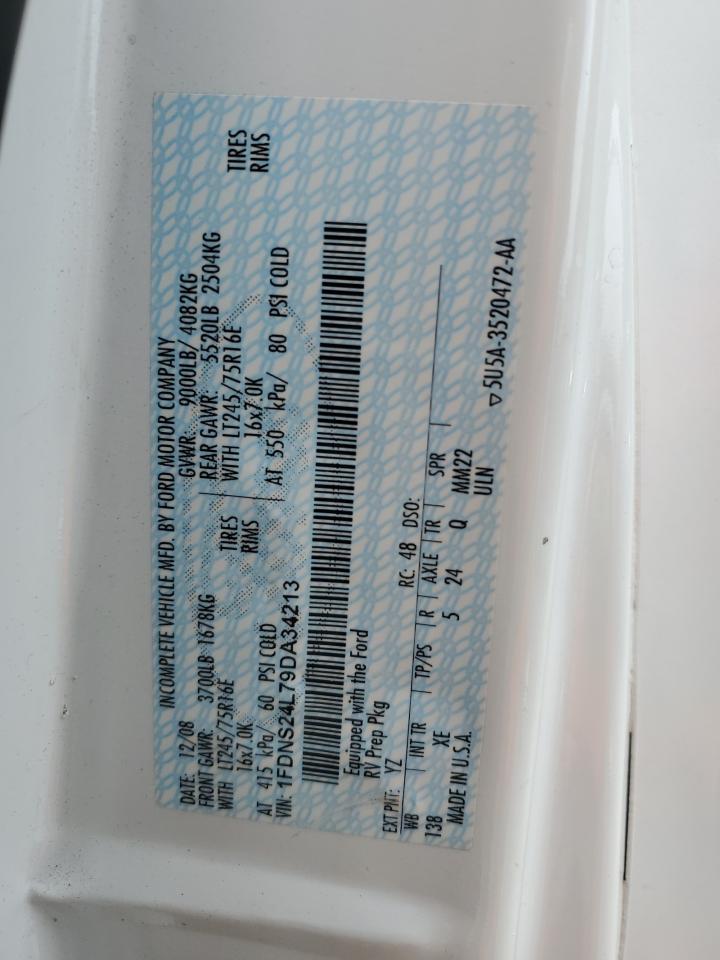 INCOMPLETE VEHICLE MFD. BY FORD MOTOR COMPANY
DATE: 12/08 GVWR: 9000LB/ 4082KG
FRONT GAWR: 3700LB 1678KG REAR GAWR: 5520LB 2504KG
WITH LT245/75R16E TIRES WITH LT245/75R16E TIRES
16x7.0K RIMS 16x7.0K RIMS
AT 415 kPa/ 60 PSI COLD AT 550 kPa/ 80 PSI COLD
VIN: 1FDNS24L79DA34213
Equipped with the Ford
RV Prep Pkg
EXT PNT: YZ RC: 48 DSO:
WB INT TR TP/PS R AXLE TR SPR
138 XE 5 24 Q MM22
MADE IN U.S.A. ULN
▽5U5A-3520472-AA